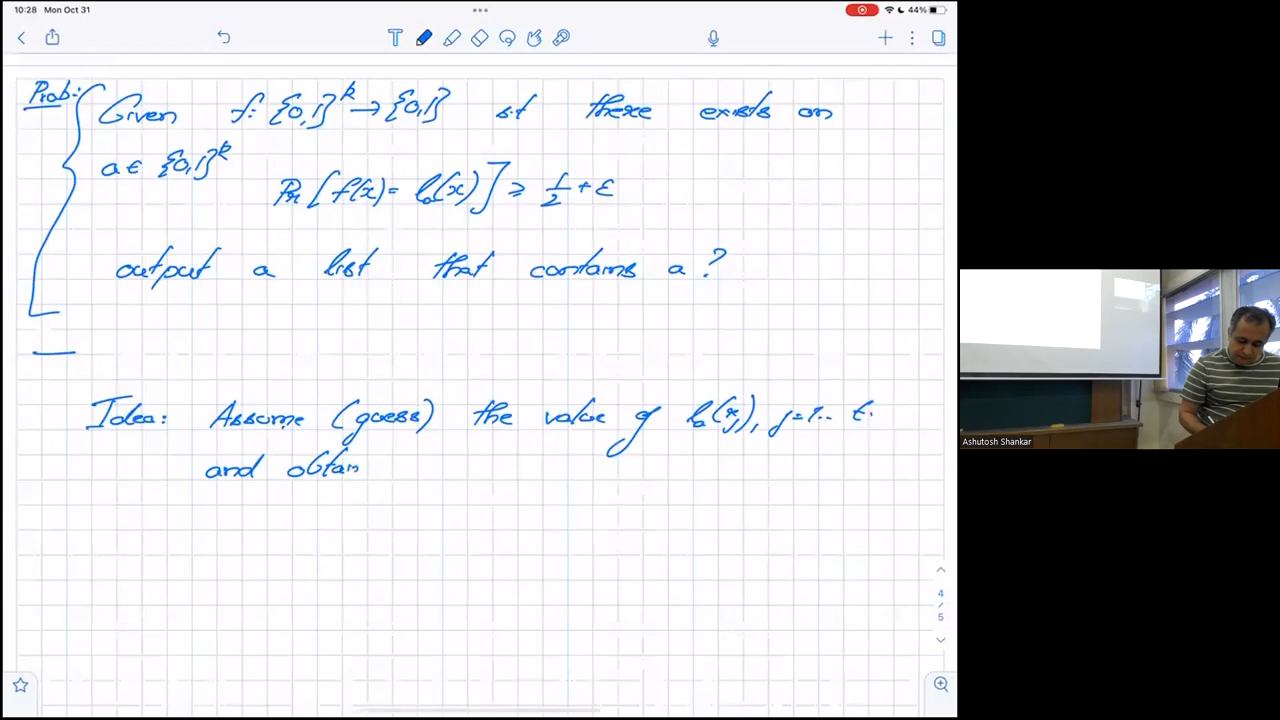 10:28 Mon Oct 31
44%
Prob:
Given f: {0,1}^k → {0,1} s.t there exists an
a ∈ {0,1}^k
Pr[f(x) = lₐ(x)] ≥ 1/2 + ε
output a list that contains a?
Idea: Assume (guess) the value of lₐ(xⱼ), j=1.. t.
and obtain
4
/
5
Ashutosh Shankar